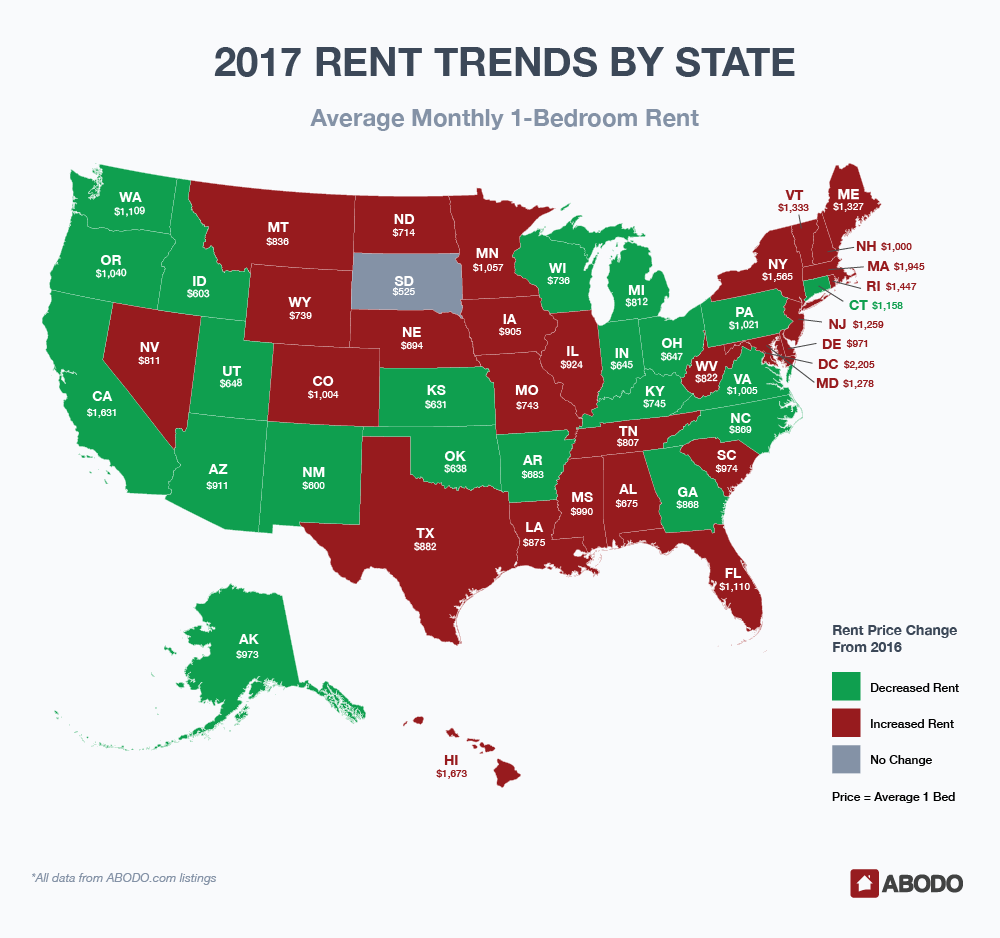 2017 RENT TRENDS BY STATE
Average Monthly 1-Bedroom Rent
WA
$1,109
OR
$1,040
ID
$603
MT
$836
ND
$714
MN
$1,057
SD
$525
WY
$739
WI
$736
MI
$812
VT
$1,333
ME
$1,327
NH $1,000
NY
$1,565
MA $1,945
RI $1,447
CT $1,158
NJ $1,259
DE $971
DC $2,205
MD $1,278
PA
$1,021
NV
$811
UT
$648
CO
$1,004
NE
$694
IA
$905
IL
$924
IN
$645
OH
$647
WV
$822
VA
$1,005
CA
$1,631
KS
$631
MO
$743
KY
$745
NC
$869
TN
$807
SC
$974
AZ
$911
NM
$600
OK
$638
AR
$683
MS
$990
AL
$675
GA
$868
TX
$882
LA
$875
FL
$1,110
AK
$973
HI
$1,673
Rent Price Change
From 2016
Decreased Rent
Increased Rent
No Change
Price = Average 1 Bed
*All data from ABODO.com listings
ABODO